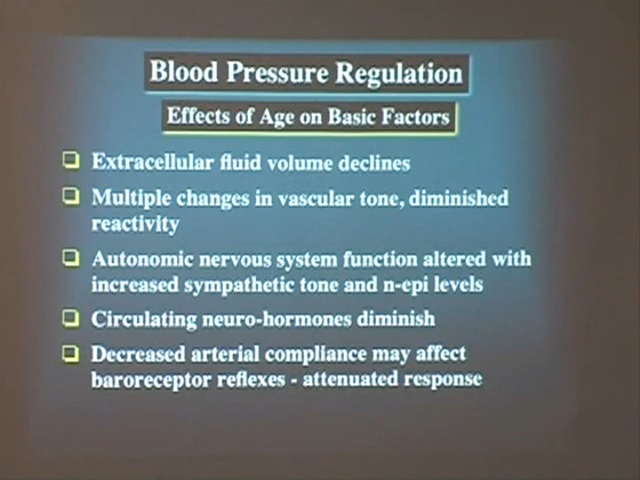 Blood Pressure Regulation
Effects of Age on Basic Factors
Extracellular fluid volume declines
Multiple changes in vascular tone, diminished
reactivity
Autonomic nervous system function altered with
increased sympathetic tone and n-epi levels
Circulating neuro-hormones diminish
Decreased arterial compliance may affect
baroreceptor reflexes - attenuated response